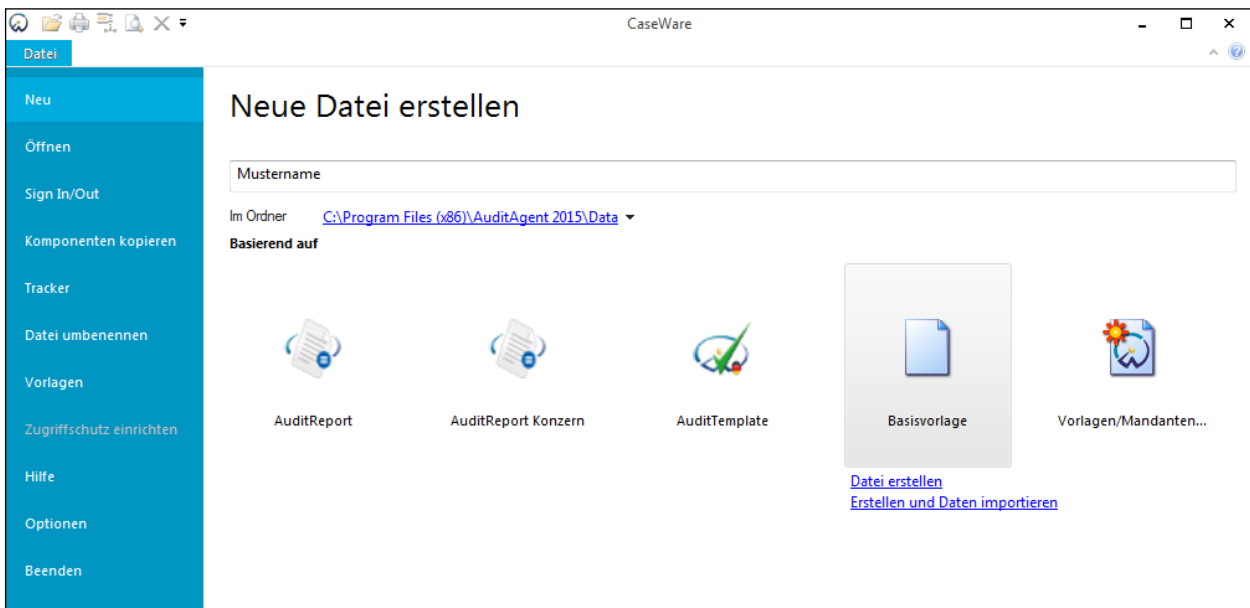 CaseWare
Datei
Neu
Öffnen
Sign In/Out
Komponenten kopieren
Tracker
Datei umbenennen
Vorlagen
Zugriffschutz einrichten
Hilfe
Optionen
Beenden
Neue Datei erstellen
Mustername
Im Ordner C:\Program Files (x86)\AuditAgent 2015\Data
Basierend auf
AuditReport AuditReport Konzern AuditTemplate Basisvorlage Vorlagen/Mandanten...
Datei erstellen
Erstellen und Daten importieren